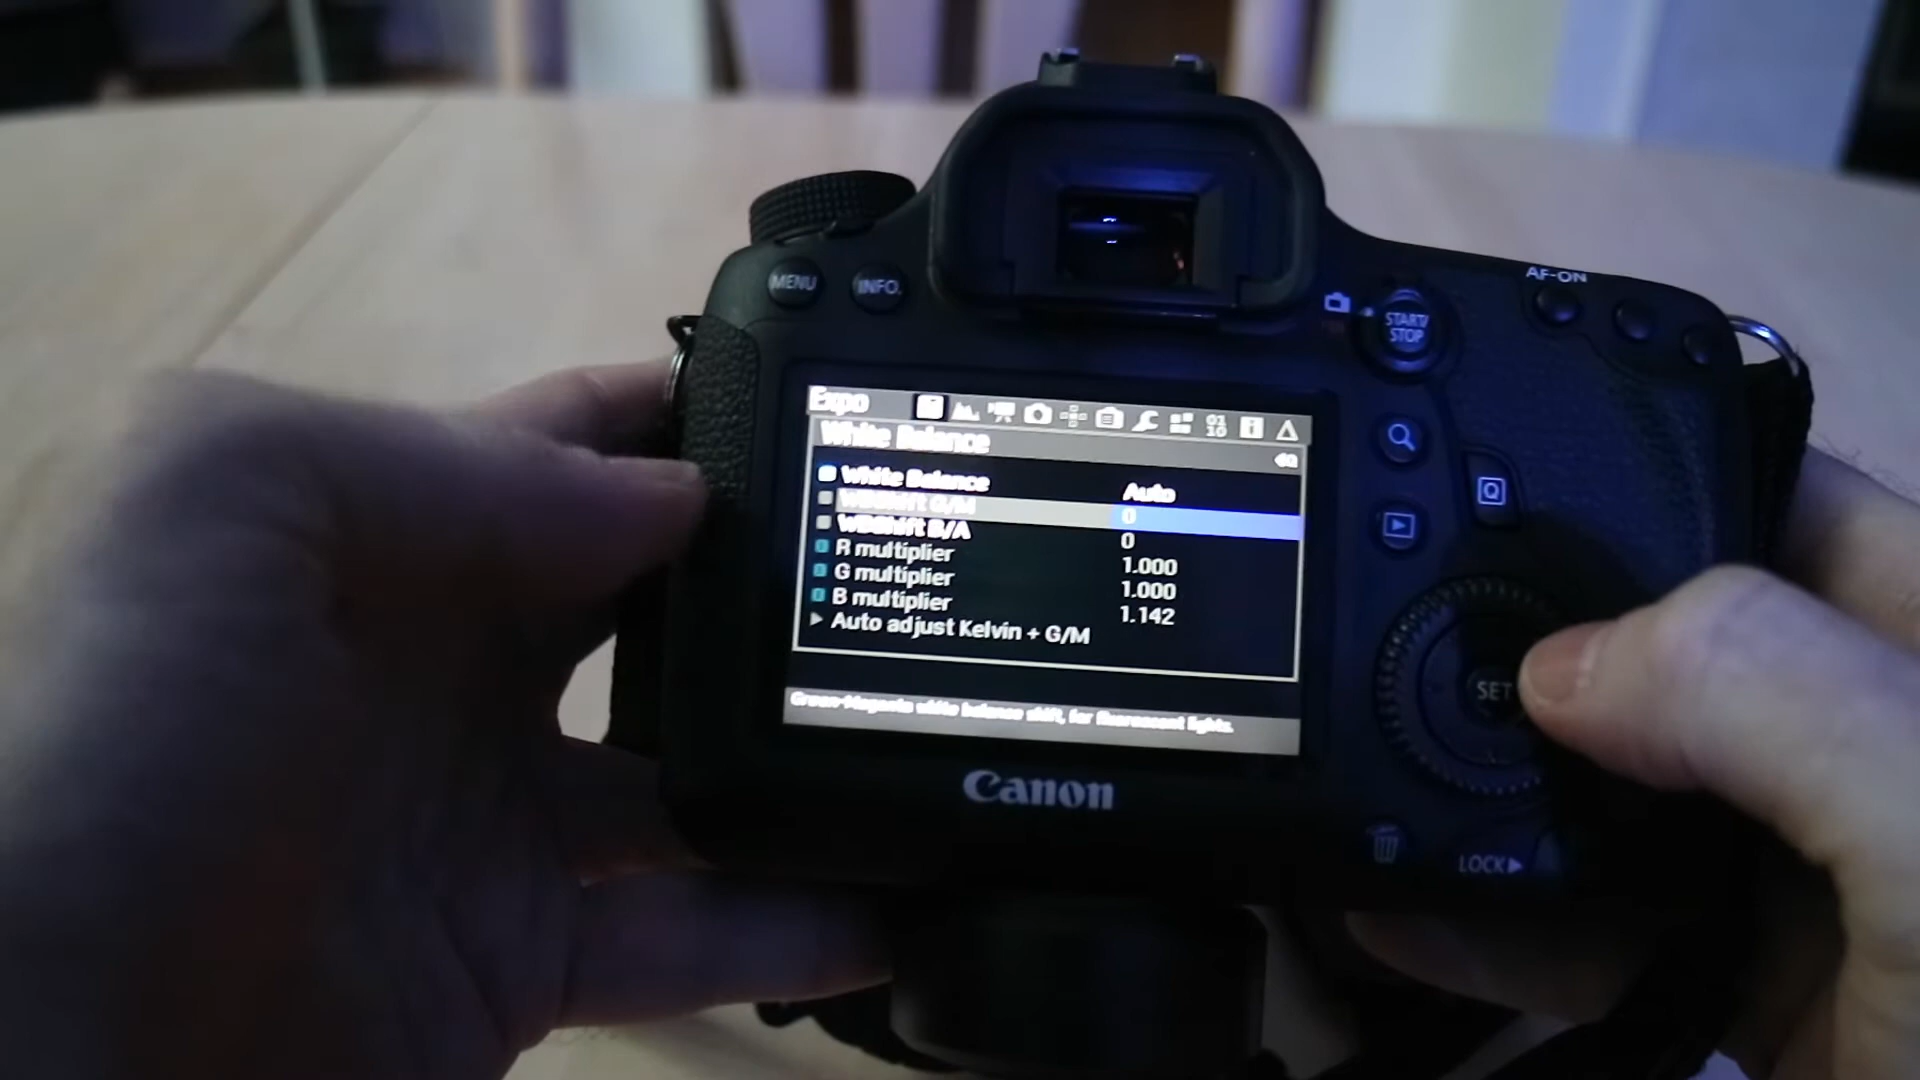 MENU
INFO.
AF-ON
START/
STOP
Expo
White Balance
White Balance Auto
WBShift G/M 0
WBShift B/A 0
R multiplier 1.000
G multiplier 1.000
B multiplier 1.142
Auto adjust Kelvin + G/M
Green-Magenta white balance shift, for fluorescent lights.
Q
SET
Canon
LOCK